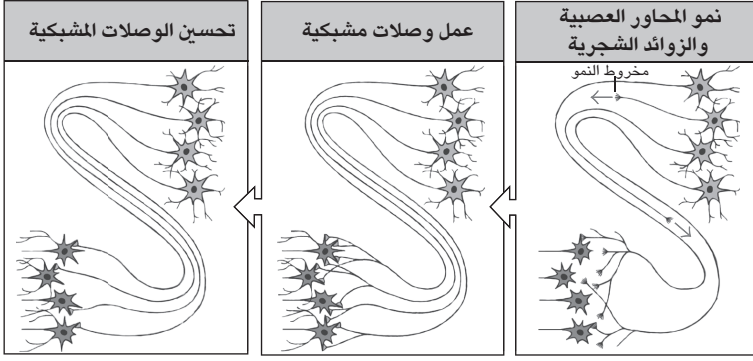 نمو المحاور العصبية
والزوائد الشجرية
مخروط النمو
عمل وصلات مشبكية
تحسين الوصلات المشبكية